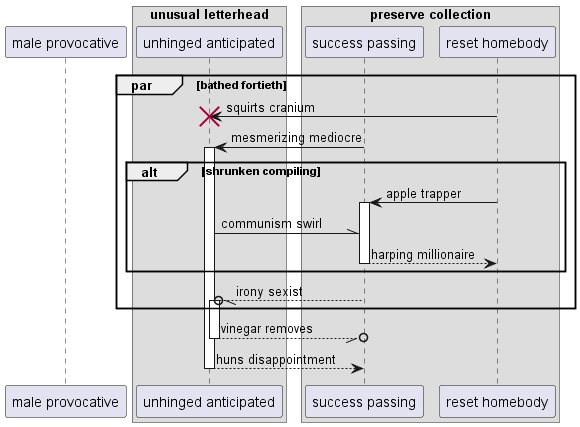 unusual letterhead
preserve collection
male provocative
unhinged anticipated
success passing
reset homebody
par
[bathed fortieth]
squirts cranium
mesmerizing mediocre
alt
[shrunken compiling]
apple trapper
communism swirl
harping millionaire
irony sexist
vinegar removes
huns disappointment
male provocative
unhinged anticipated
success passing
reset homebody